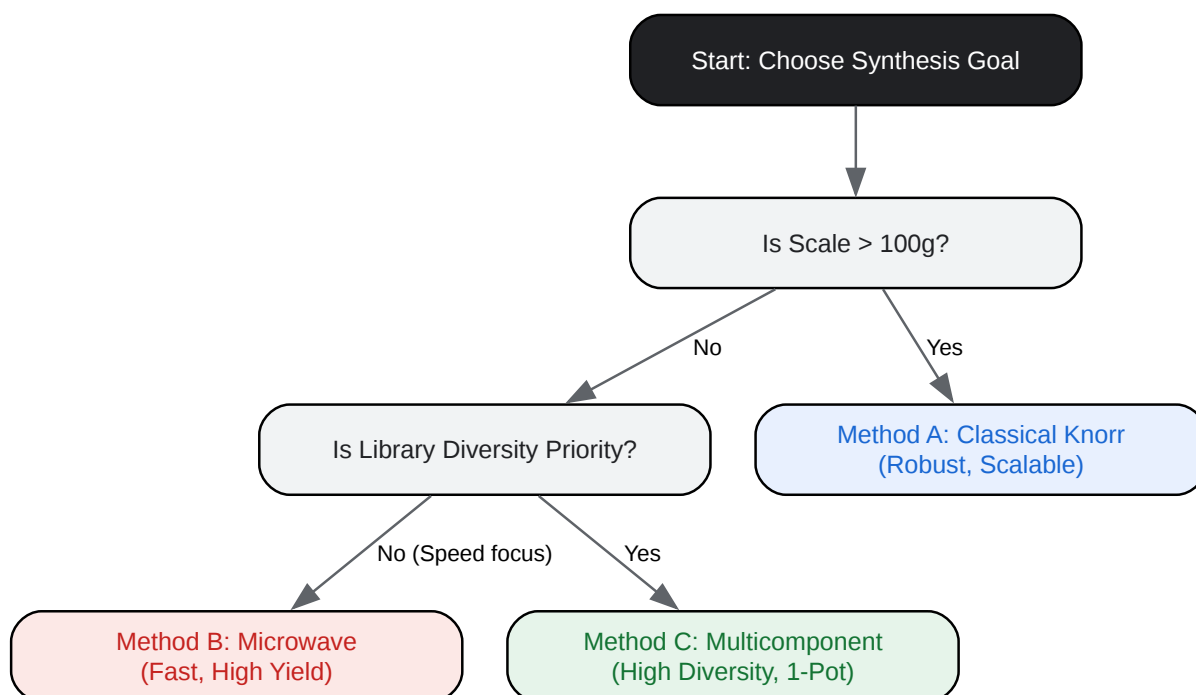 Start: Choose Synthesis Goal
Is Scale > 100g?
No
Yes
Is Library Diversity Priority?
Method A: Classical Knorr
(Robust, Scalable)
No (Speed focus)
Yes
Method B: Microwave
(Fast, High Yield)
Method C: Multicomponent
(High Diversity, 1-Pot)